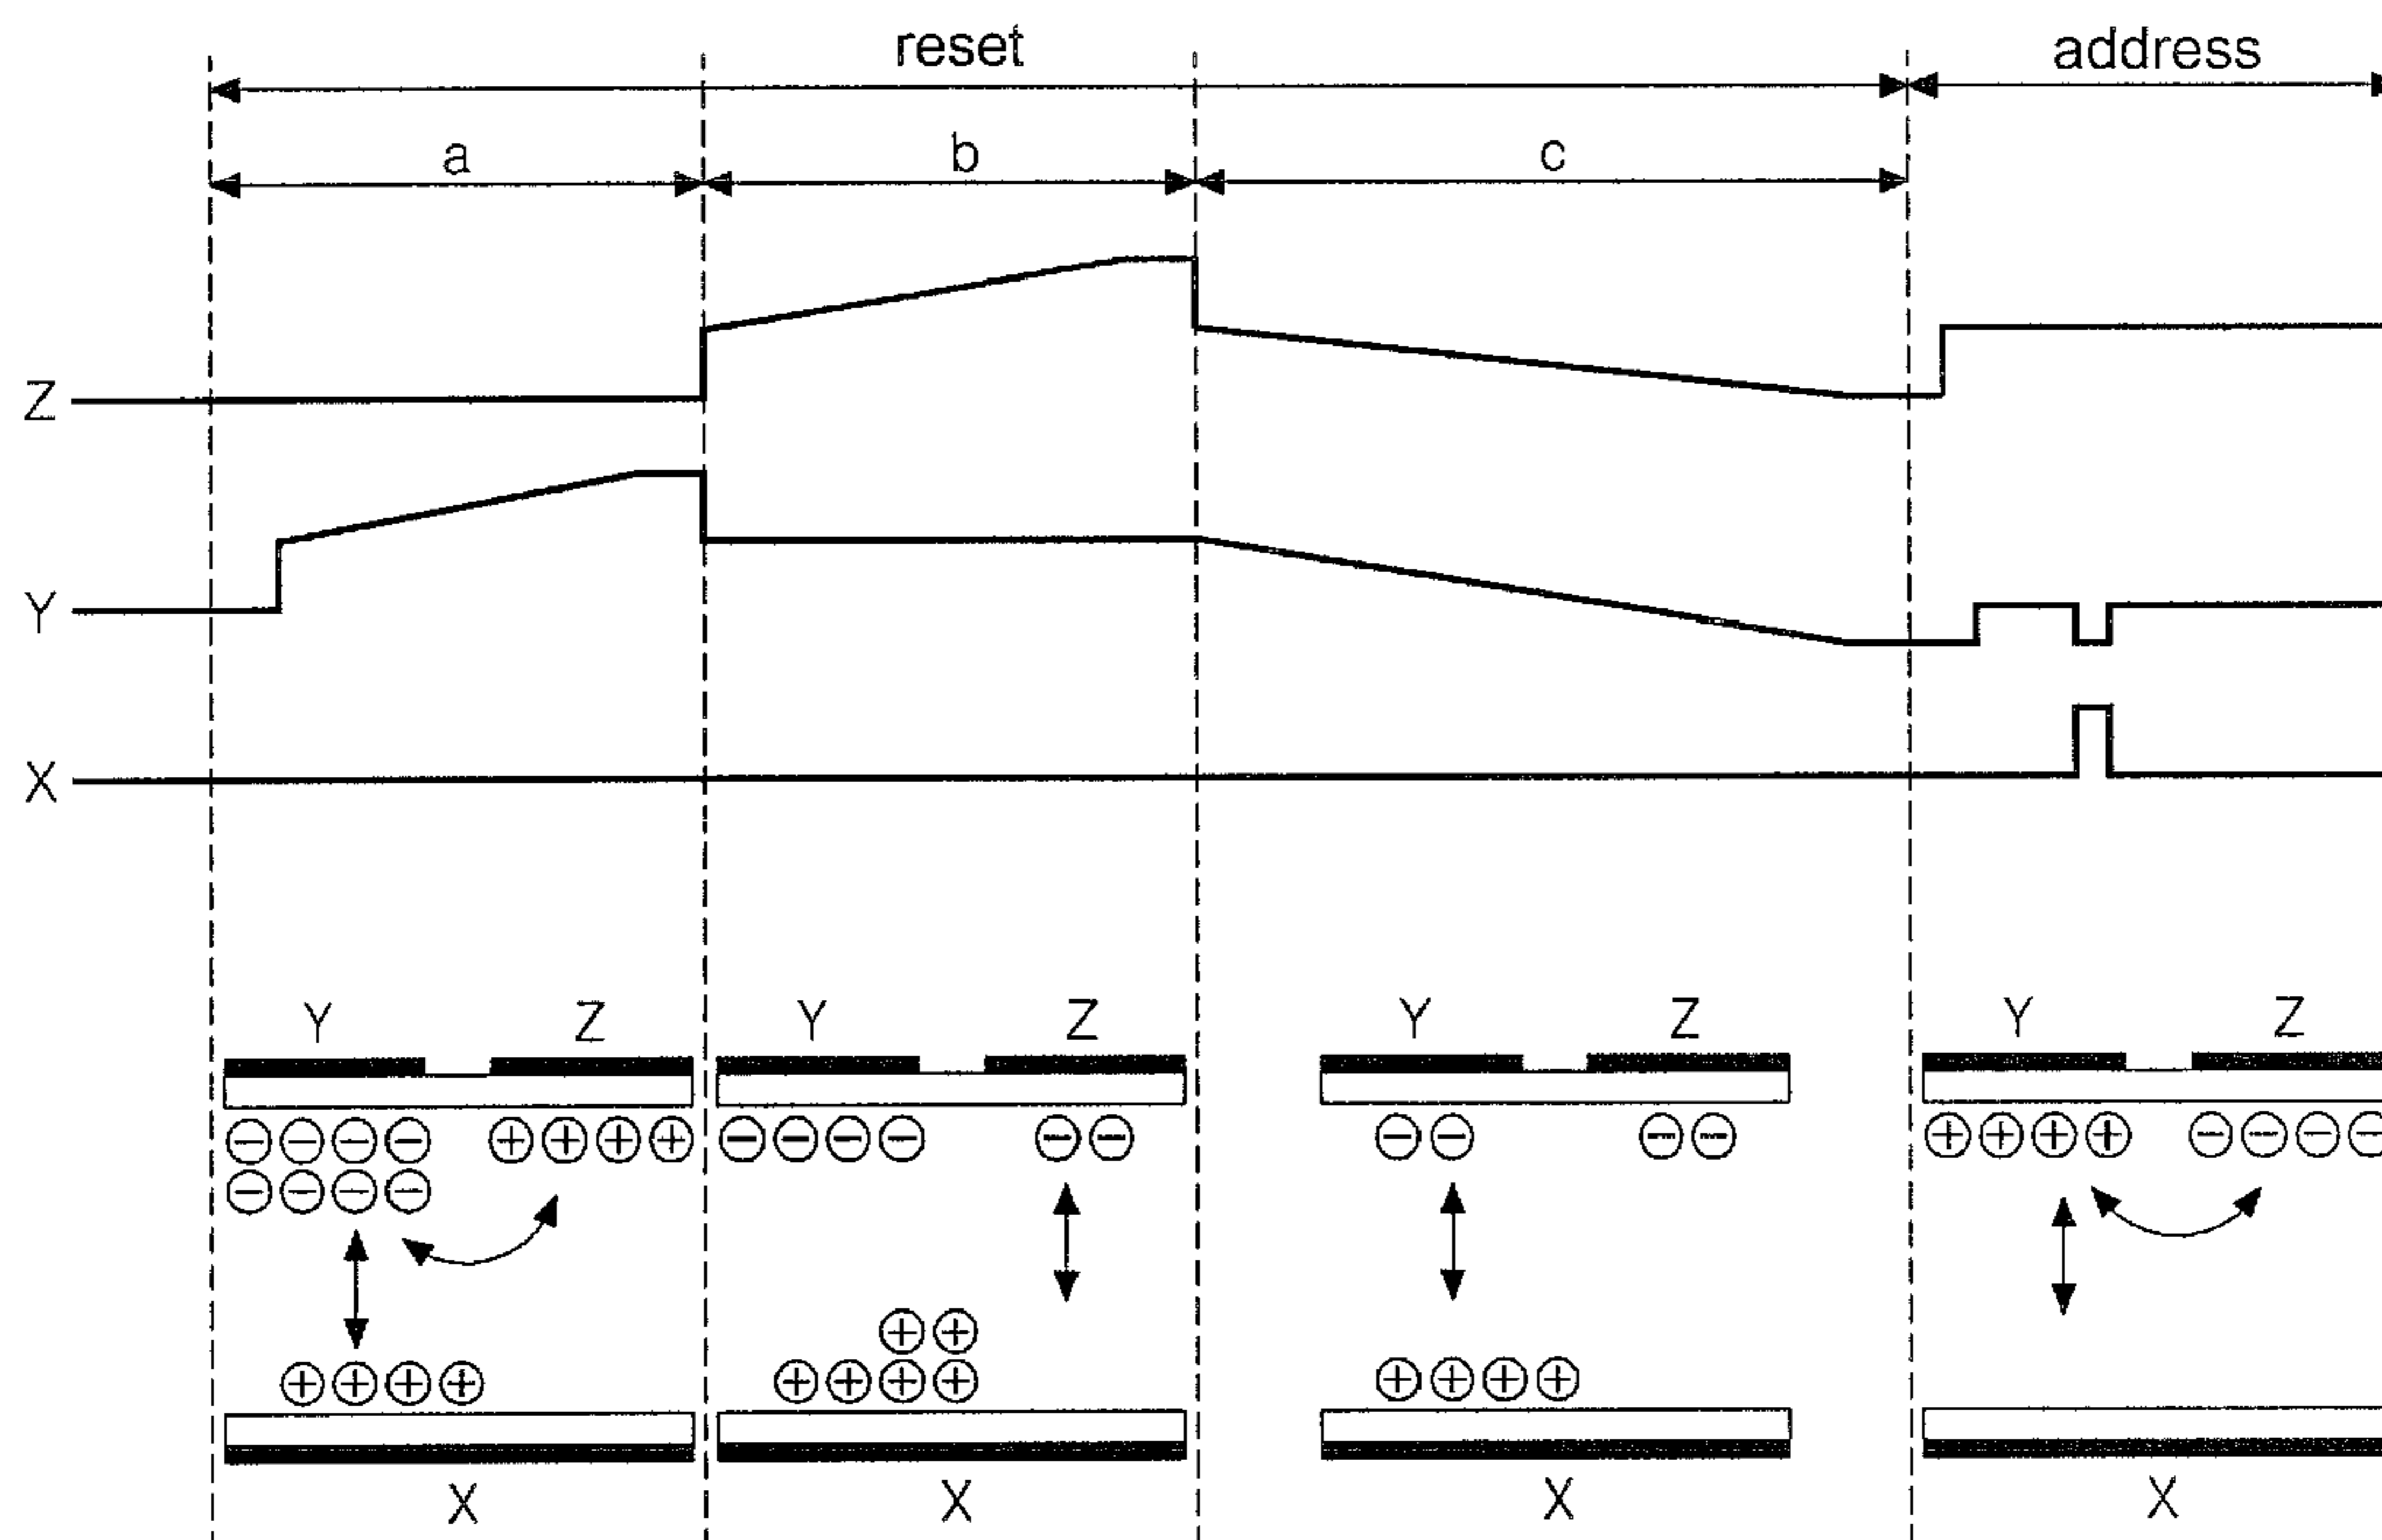 reset address
a b c
Z
Y
X
Y Z Y Z Y Z Y Z
⊖⊖⊖⊖ ⊕⊕⊕⊕ ⊖⊖⊖⊖ ⊖⊖ ⊖⊖ ⊖⊖ ⊕⊕⊕⊕ ⊖⊖⊖⊖
⊖⊖⊖⊖
⊕⊕
⊕⊕⊕⊕ ⊕⊕⊕⊕ ⊕⊕⊕⊕
X X X X